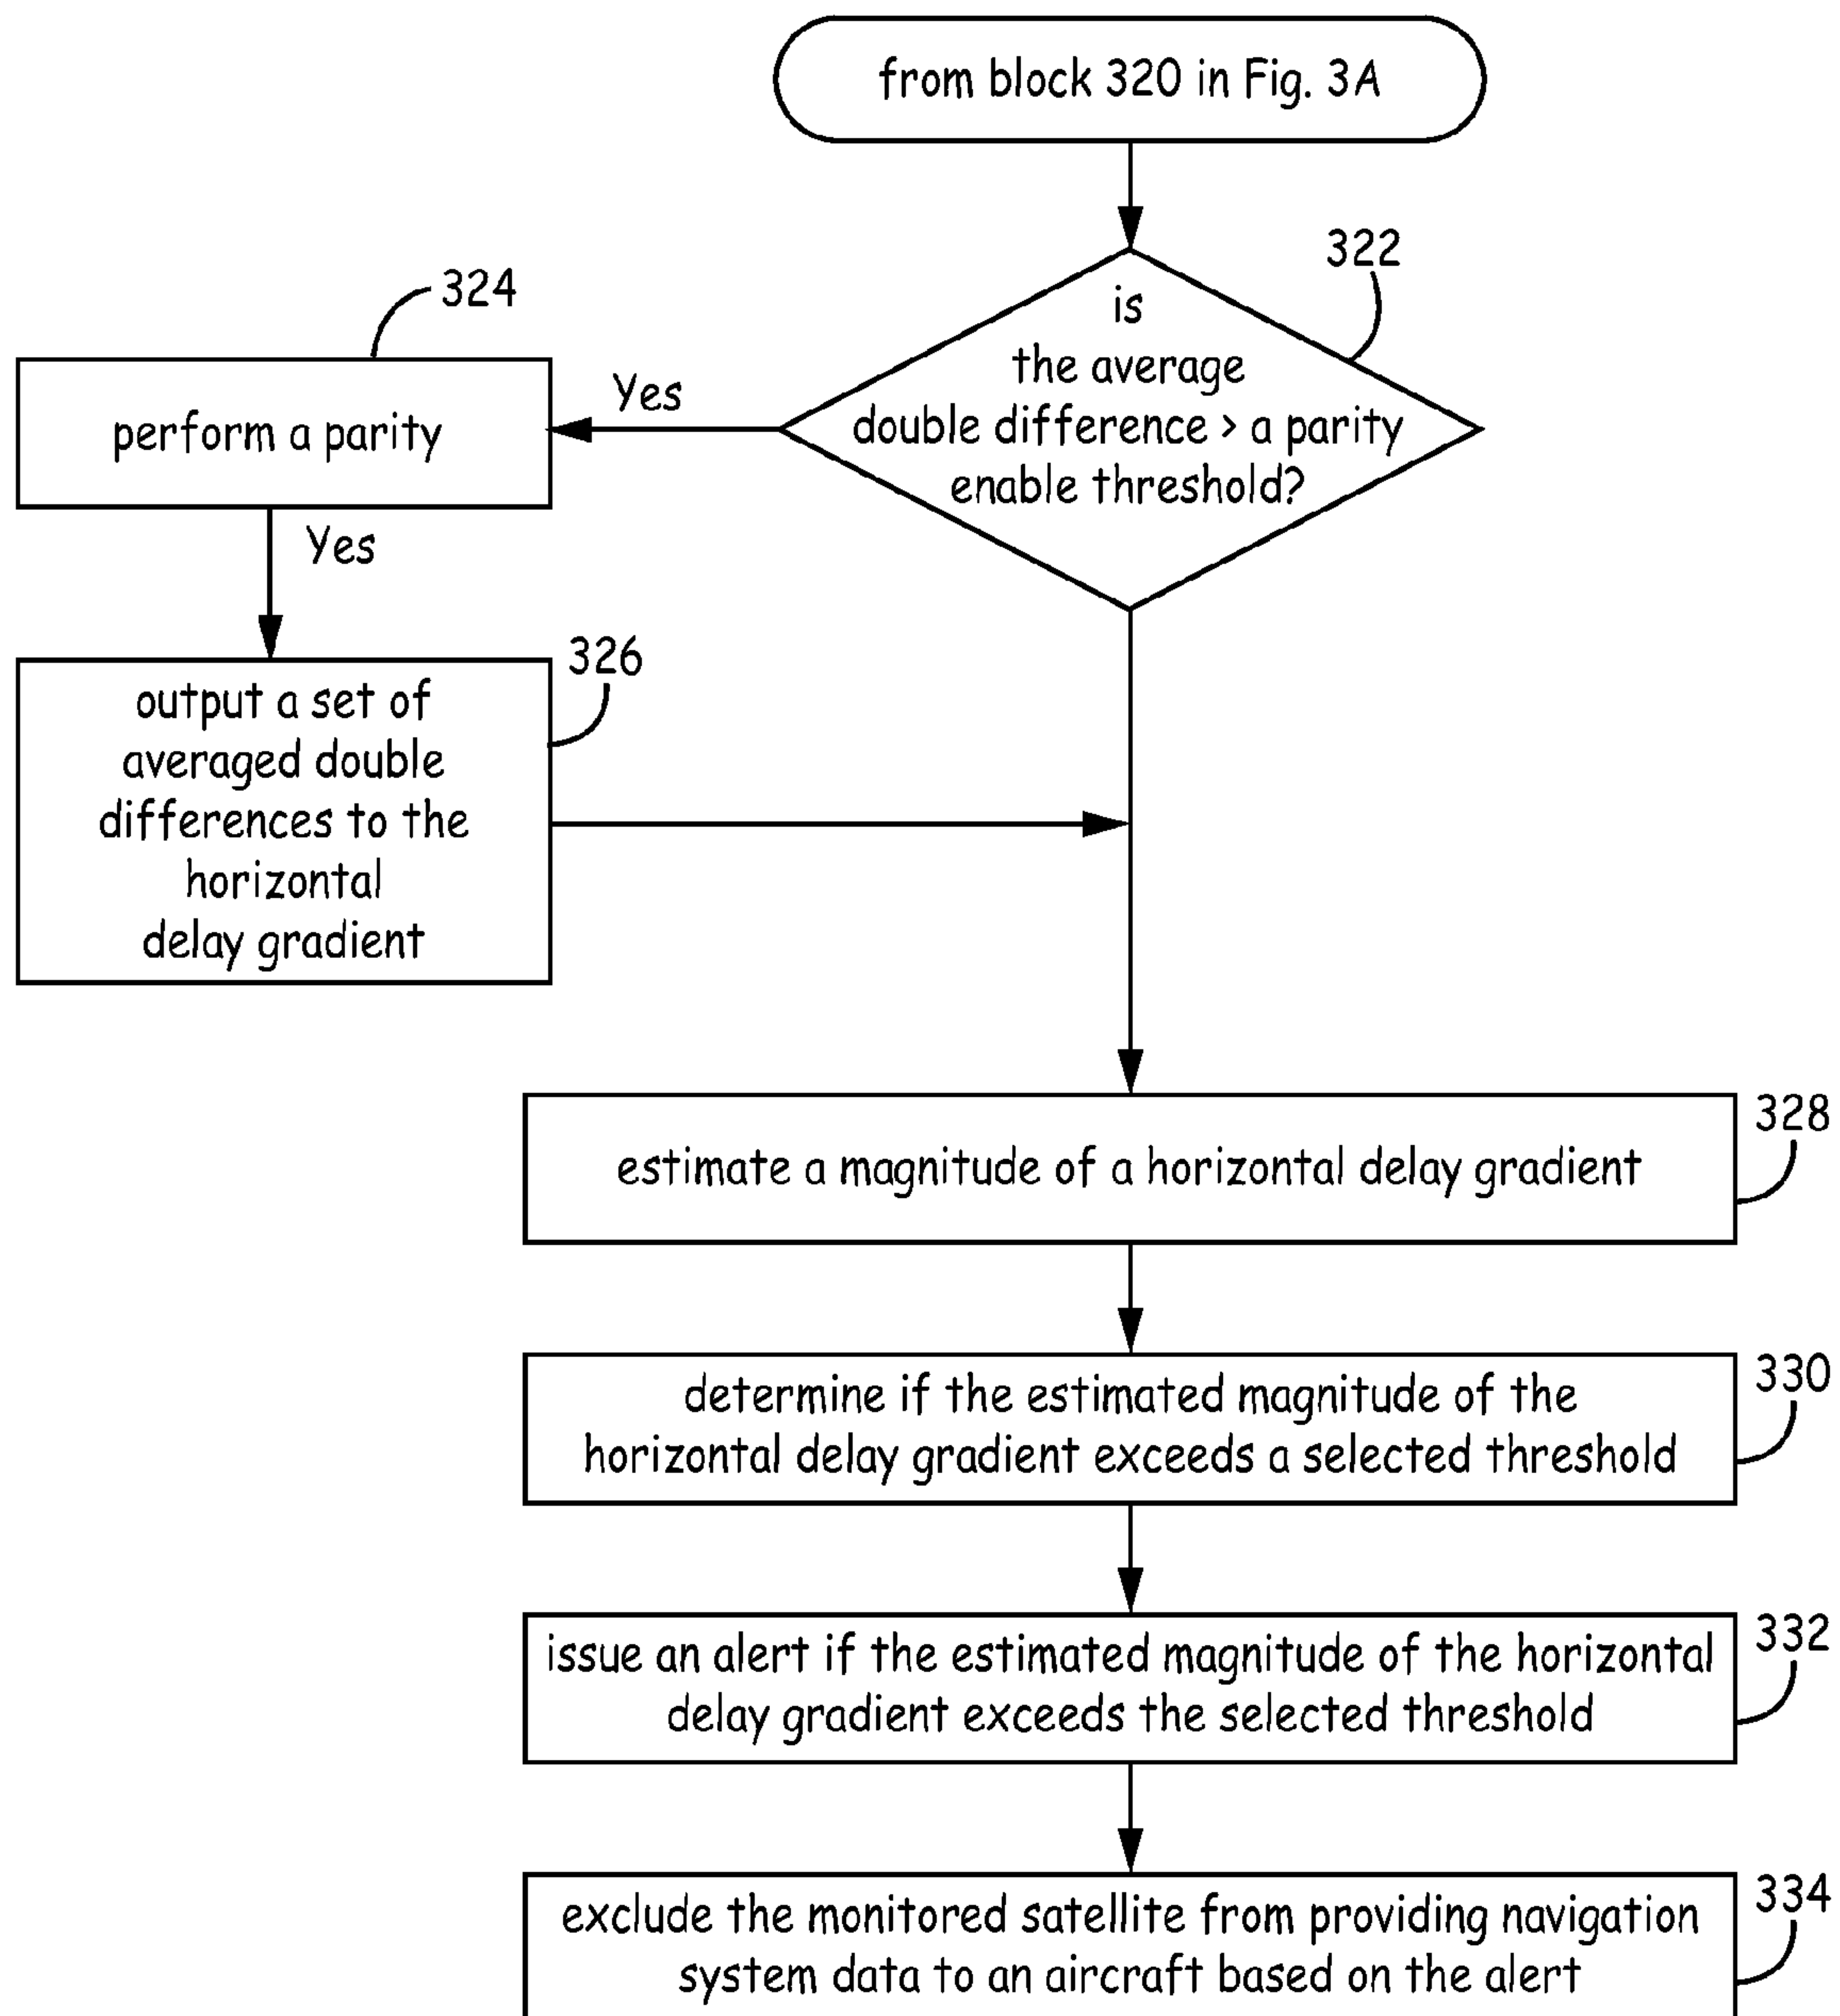 from block 320 in Fig. 3A
322
is
the average
double difference > a parity
enable threshold?
Yes
324
perform a parity
Yes
326
output a set of
averaged double
differences to the
horizontal
delay gradient
328
estimate a magnitude of a horizontal delay gradient
330
determine if the estimated magnitude of the
horizontal delay gradient exceeds a selected threshold
332
issue an alert if the estimated magnitude of the horizontal
delay gradient exceeds the selected threshold
334
exclude the monitored satellite from providing navigation
system data to an aircraft based on the alert